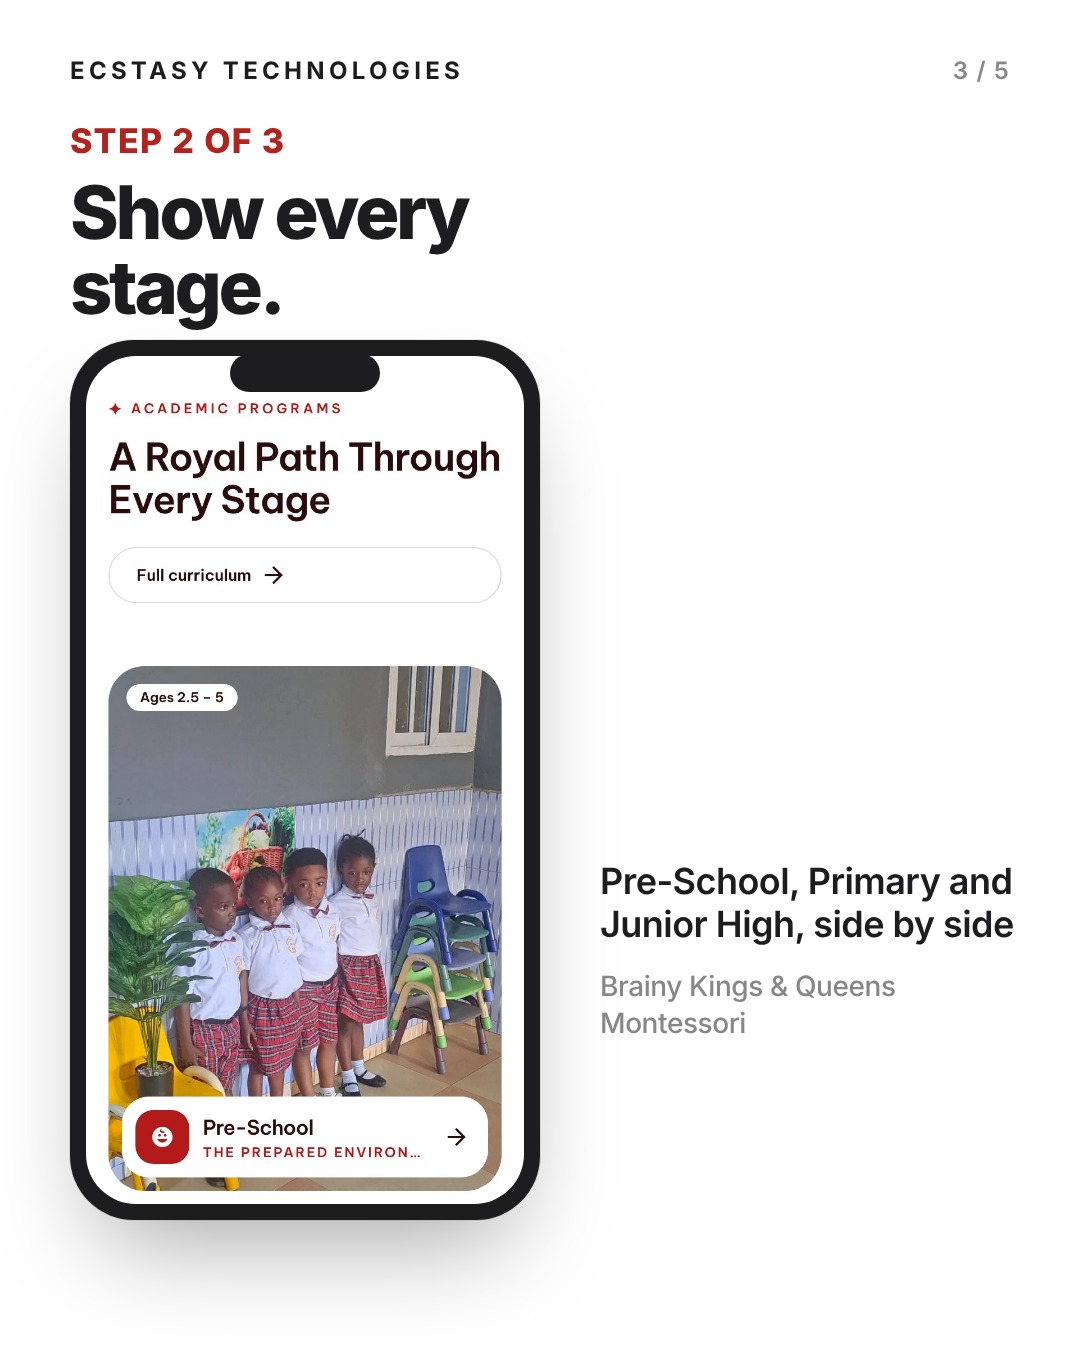 ECSTASY TECHNOLOGIES
3 / 5
STEP 2 OF 3
Show every
stage.
ACADEMIC PROGRAMS
A Royal Path Through
Every Stage
Full curriculum
Ages 2.5 – 5
Pre-School
THE PREPARED ENVIRON…
Pre-School, Primary and
Junior High, side by side
Brainy Kings & Queens
Montessori